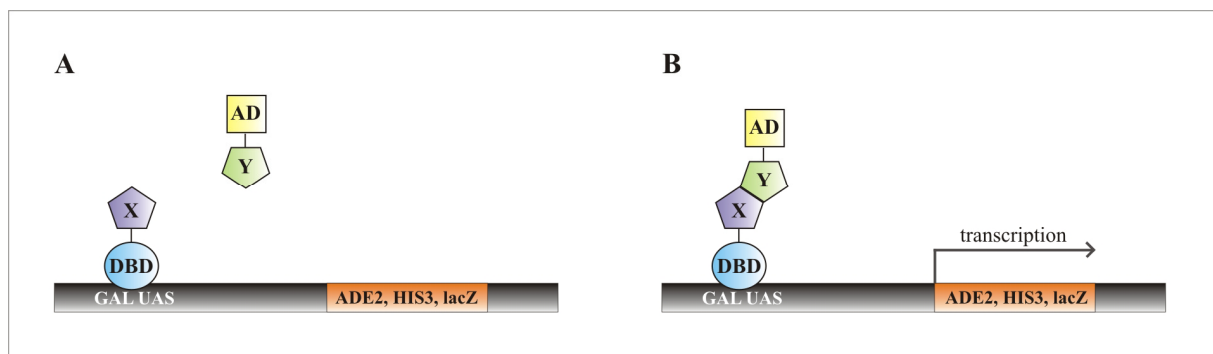 A
AD
Y
X
DBD
GAL UAS
ADE2, HIS3, lacZ
B
AD
Y
X
transcription
DBD
GAL UAS
ADE2, HIS3, lacZ